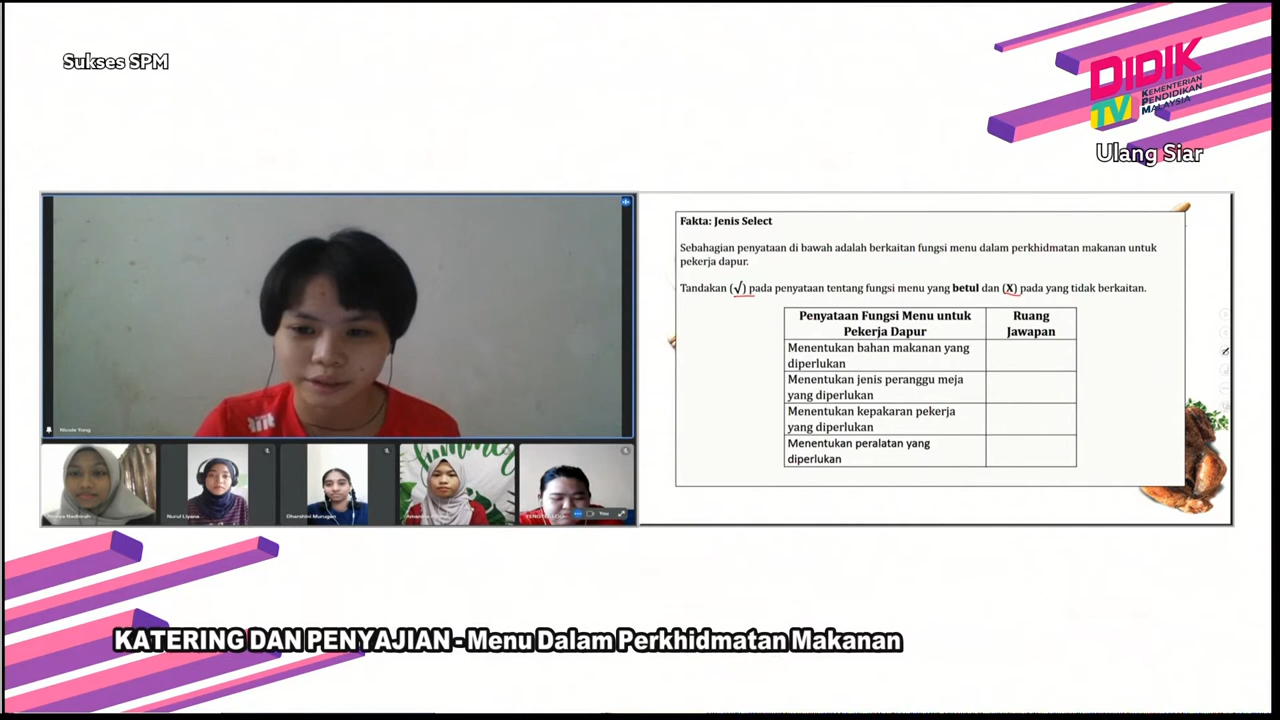 Sukses SPM
DIDIK
TV
KEMENTERIAN
PENDIDIKAN
MALAYSIA
Ulang Siar
Fakta: Jenis Select
Sebahagian penyataan di bawah adalah berkaitan fungsi menu dalam perkhidmatan makanan untuk
pekerja dapur.
Tandakan (√) pada penyataan tentang fungsi menu yang betul dan (X) pada yang tidak berkaitan.
Penyataan Fungsi Menu untuk
Pekerja Dapur
Ruang
Jawapan
Menentukan bahan makanan yang
diperlukan
Menentukan jenis peranggu meja
yang diperlukan
Menentukan kepakaran pekerja
yang diperlukan
Menentukan peralatan yang
diperlukan
Nicole Yong
Nurul Liyana
Dharshini Murugan
You
KATERING DAN PENYAJIAN - Menu Dalam Perkhidmatan Makanan